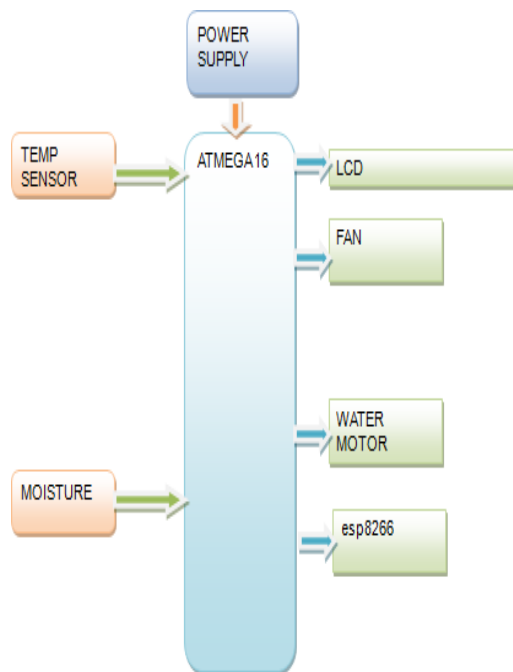 POWER
SUPPLY
TEMP
SENSOR
ATMEGA16
LCD
FAN
WATER
MOTOR
MOISTURE
esp8266